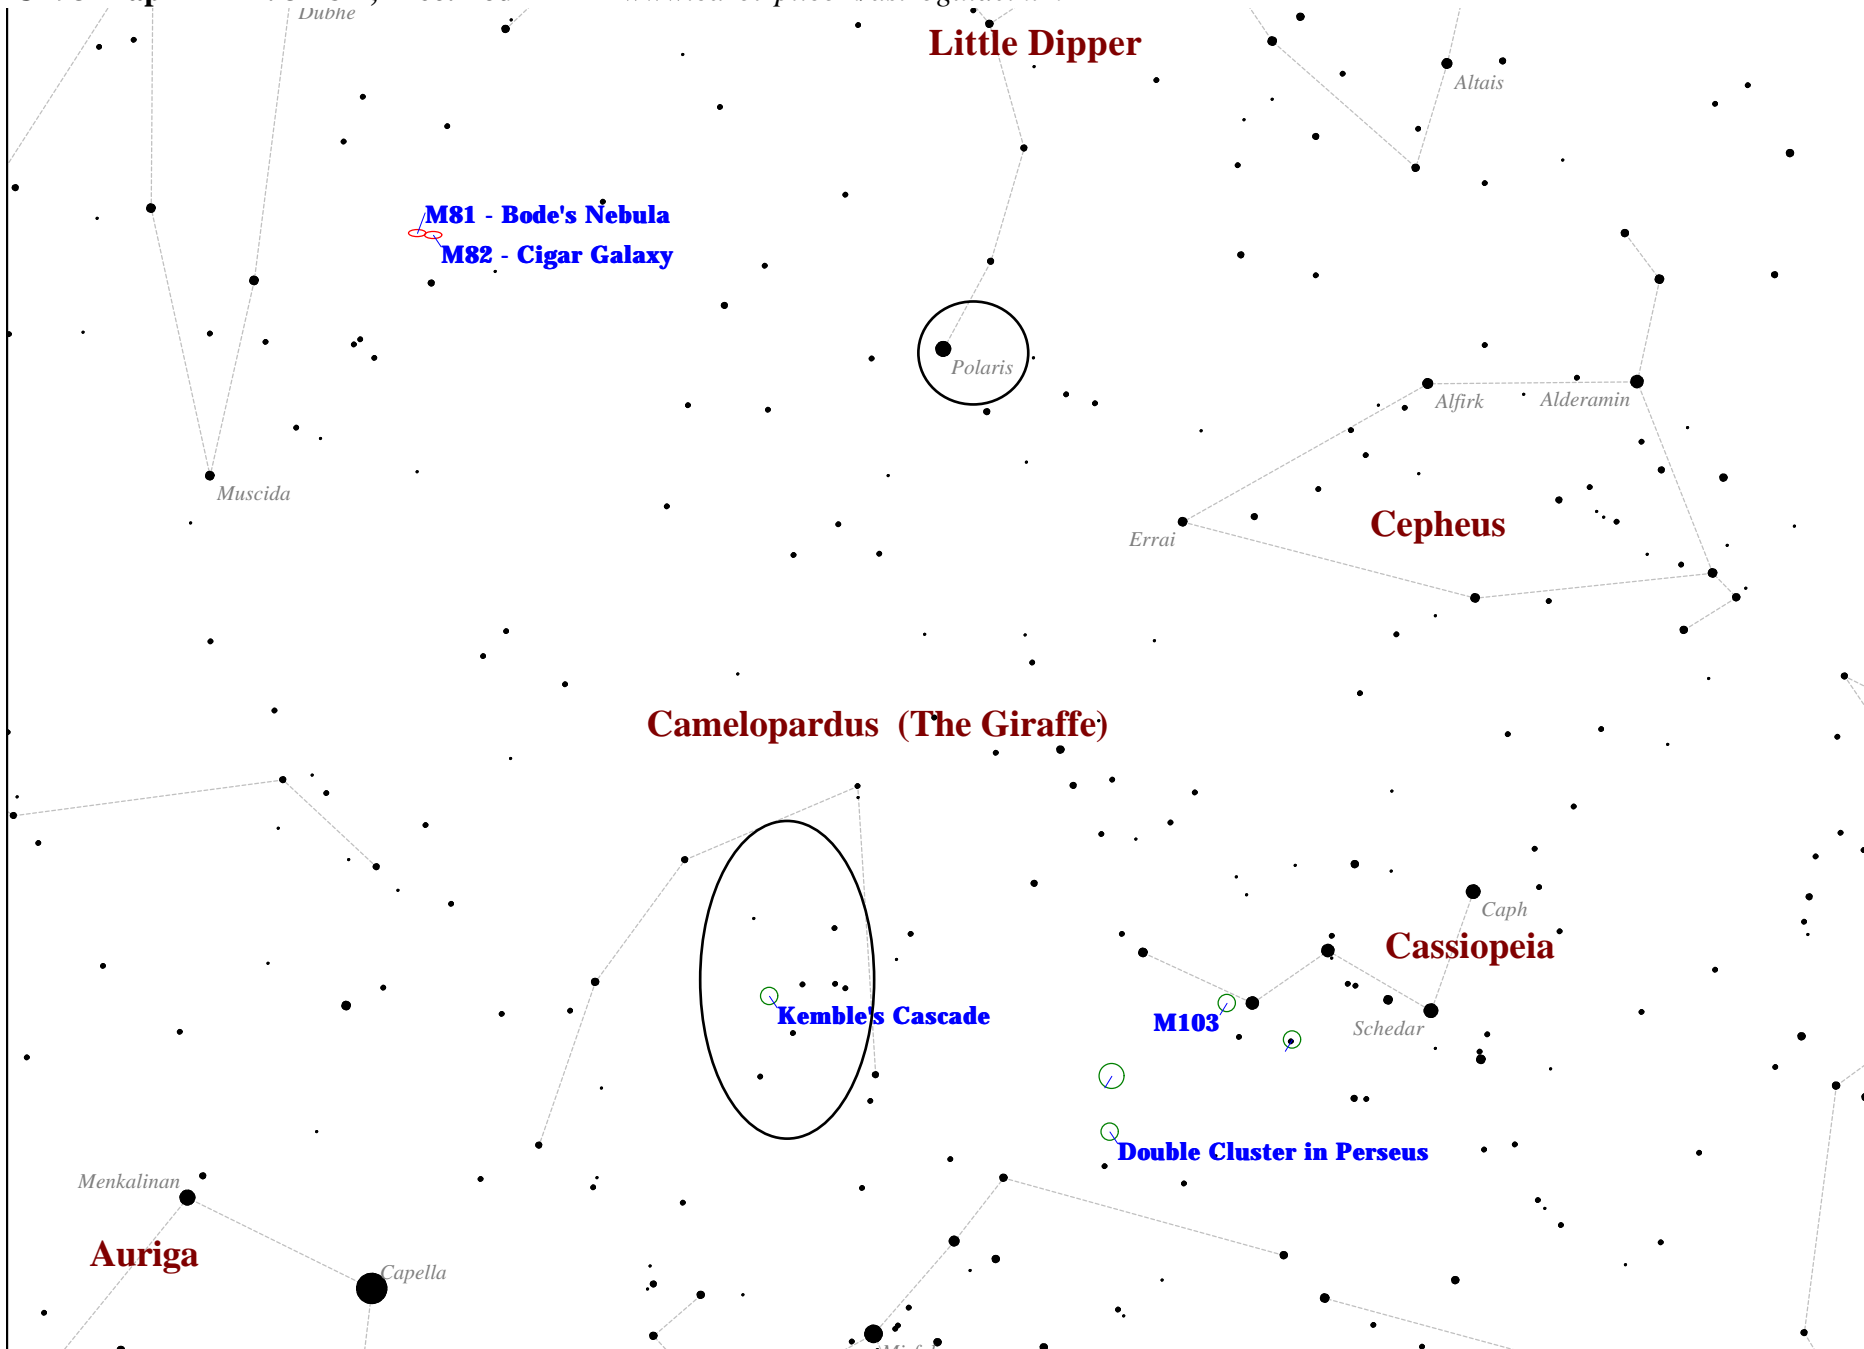 Dubhe
Little Dipper
Altais
M81 - Bode's Nebula
M82 - Cigar Galaxy
Polaris
Alfirk
Alderamin
Muscida
Cepheus
Errai
Camelopardus (The Giraffe)
Caph
Cassiopeia
Kemble's Cascade
M103
Schedar
Double Cluster in Perseus
Menkalinan
Auriga
Capella